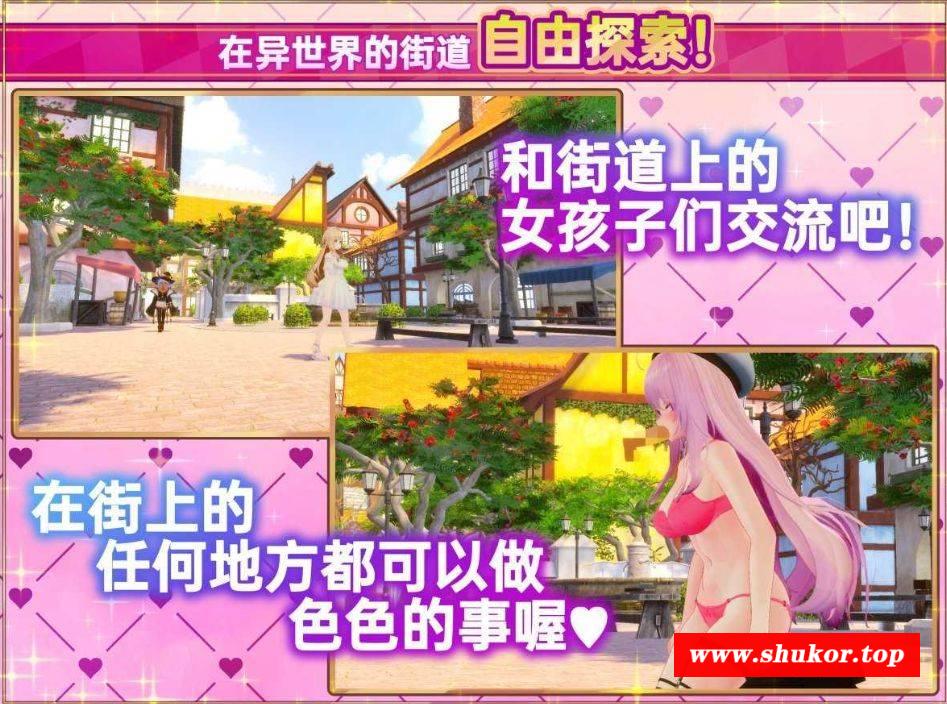 在异世界的街道 自由探索!
和街道上的
女孩子们交流吧!
在街上的
任何地方都可以做
色色的事喔♥
www.shukor.top